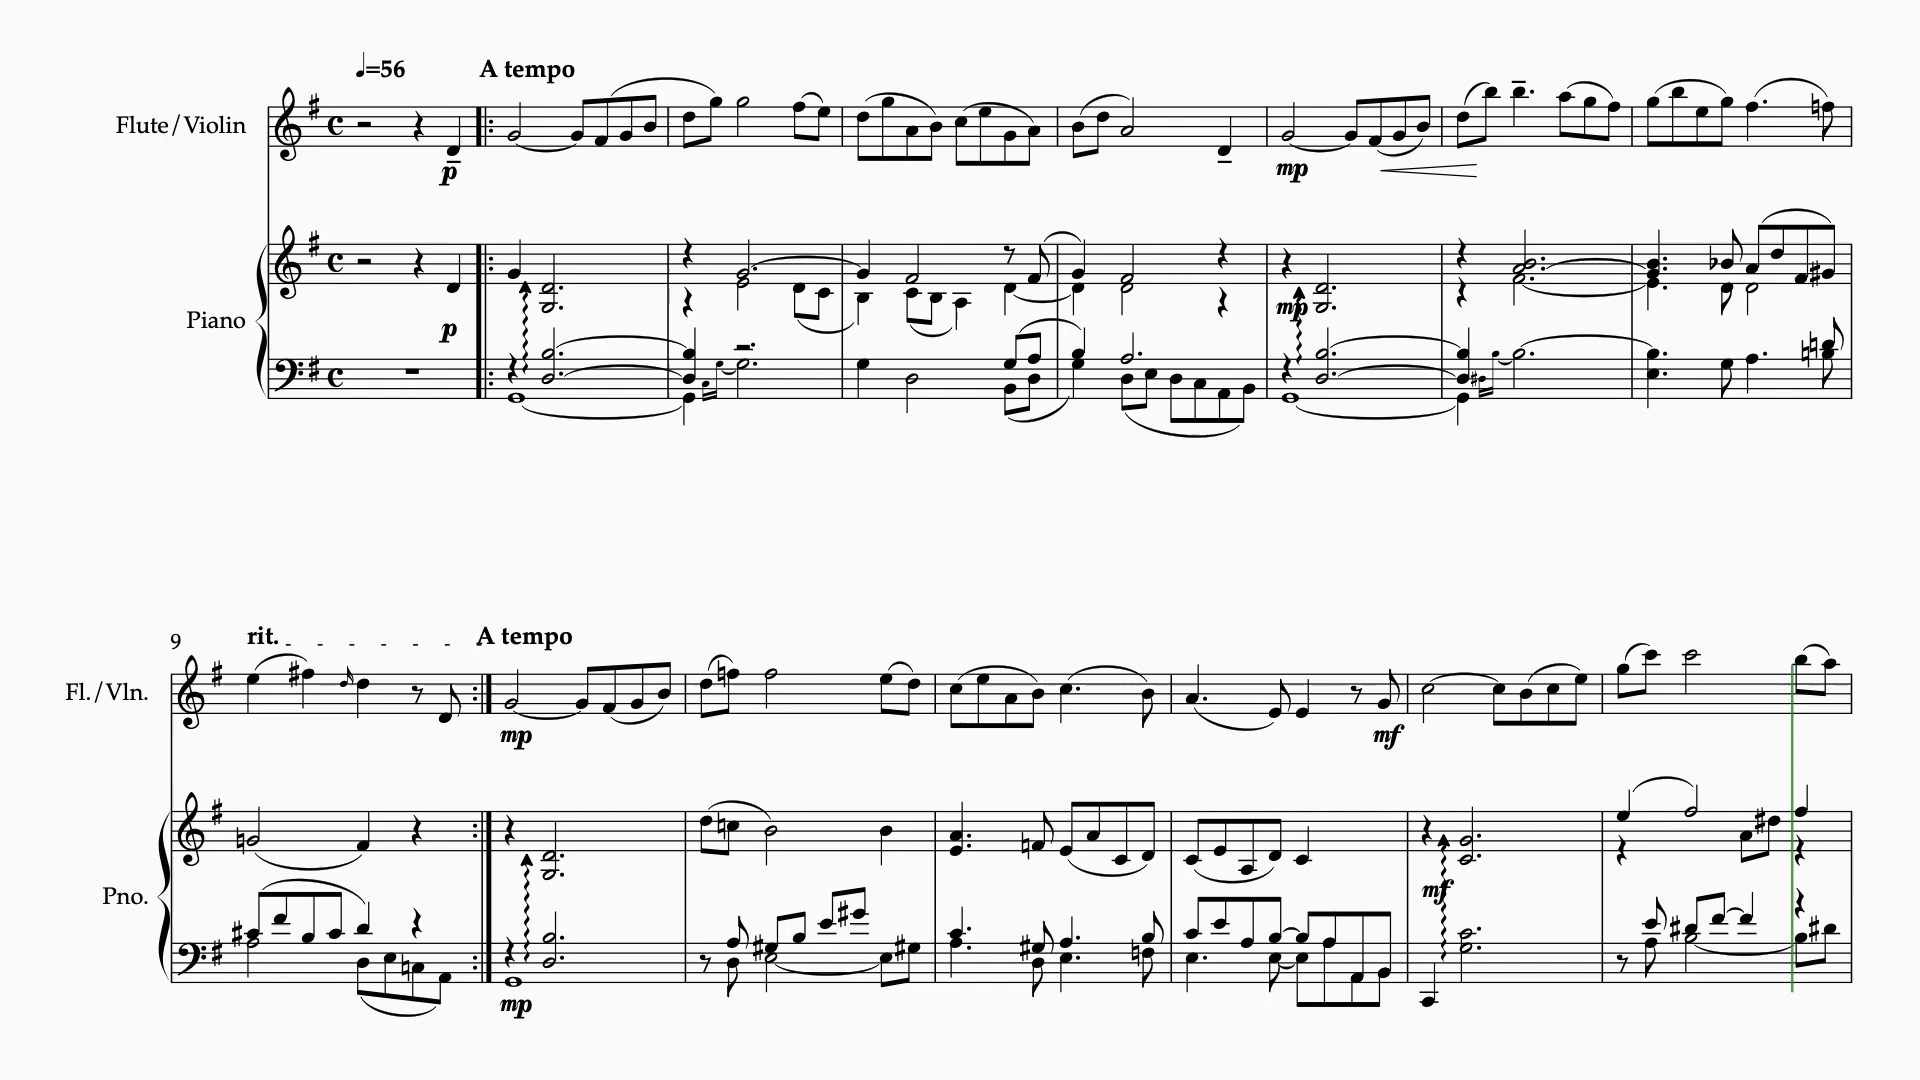 ♩=56 A tempo
Flute/Violin
p
mp
mp
Piano
p
9 rit. A tempo
Fl./Vln.
mp
mf
Pno.
mf
mp